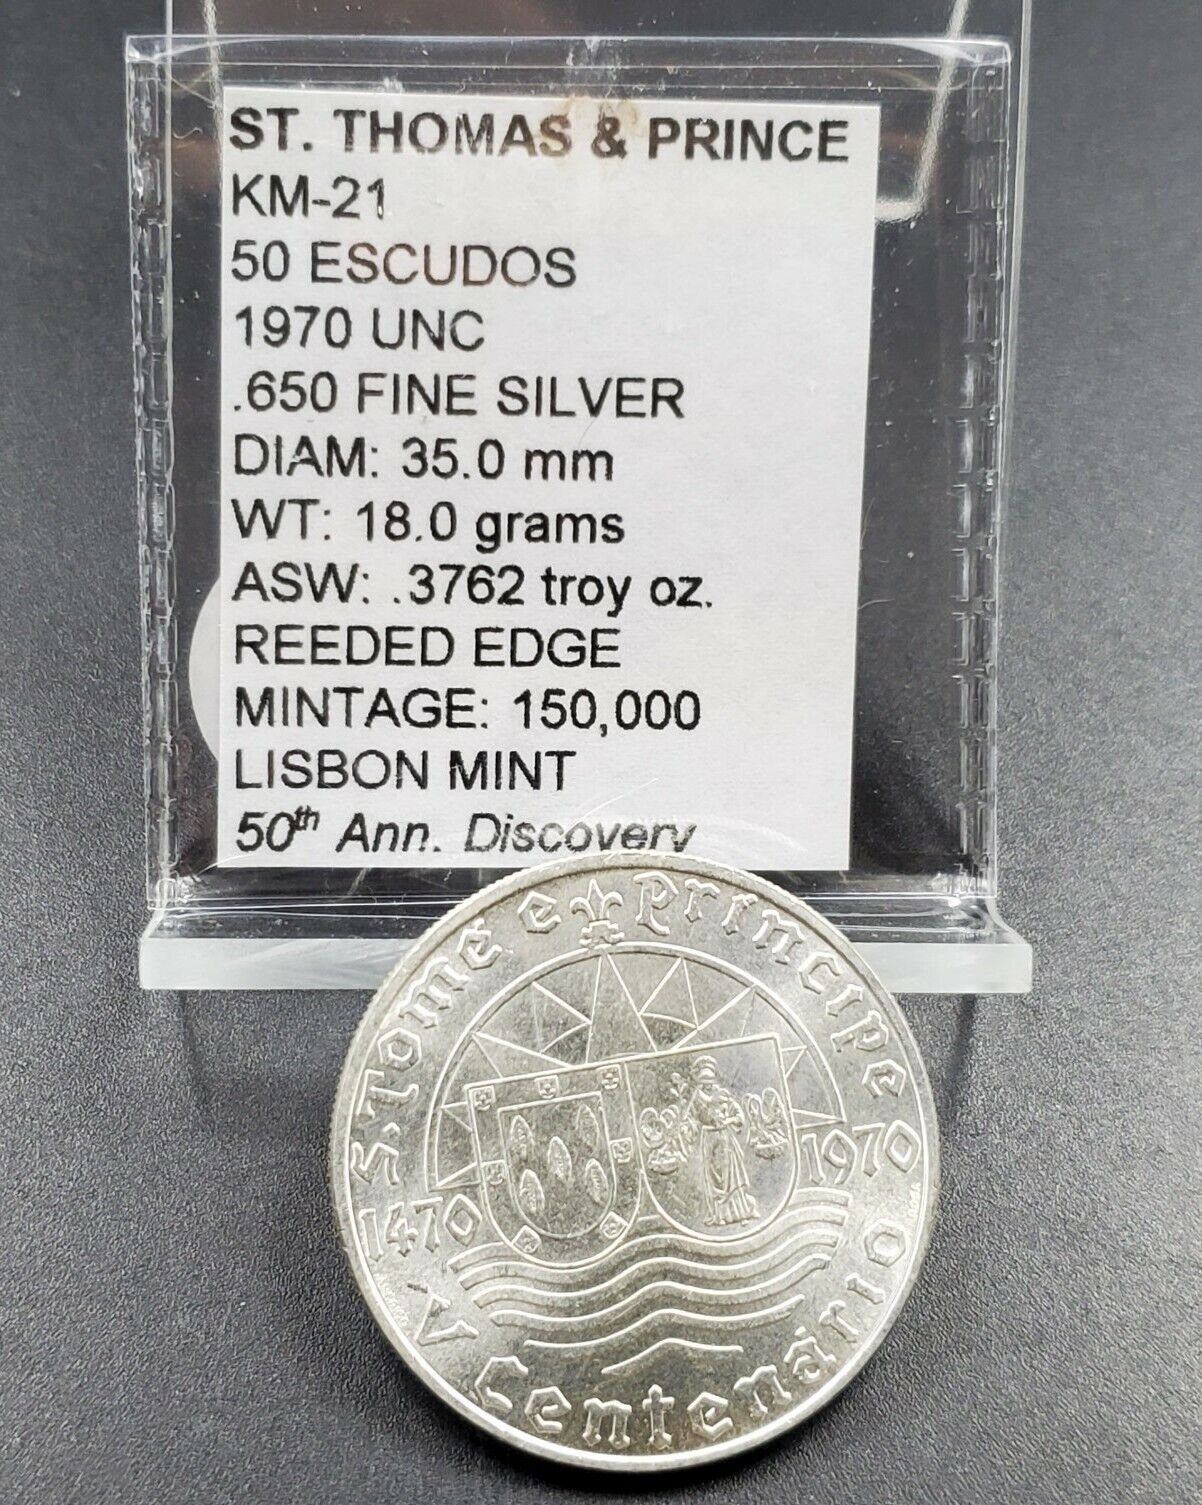 ST. THOMAS & PRINCE
KM-21
50 ESCUDOS
1970 UNC
.650 FINE SILVER
DIAM: 35.0 mm
WT: 18.0 grams
ASW: .3762 troy oz.
REEDED EDGE
MINTAGE: 150,000
LISBON MINT
50th Ann. Discovery
S. Tomé e Príncipe
1470 1970
V Centenário